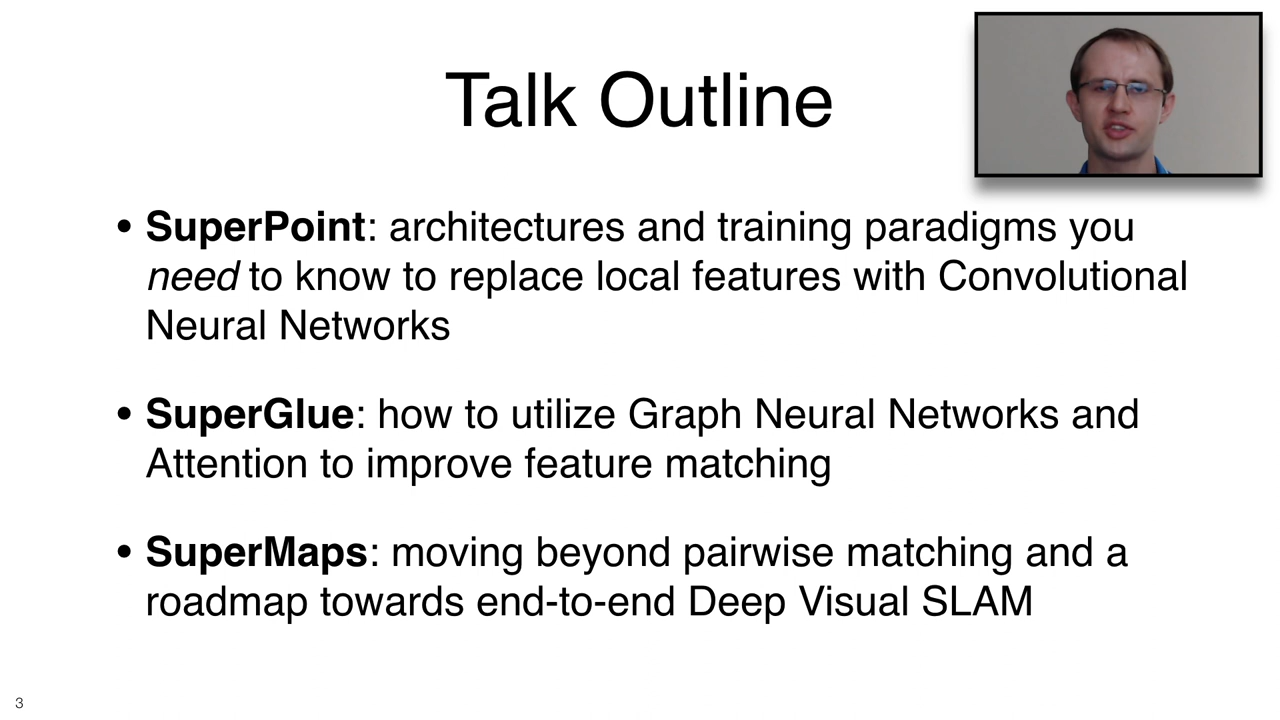 Talk Outline
• SuperPoint: architectures and training paradigms you
need to know to replace local features with Convolutional
Neural Networks
• SuperGlue: how to utilize Graph Neural Networks and
Attention to improve feature matching
• SuperMaps: moving beyond pairwise matching and a
roadmap towards end-to-end Deep Visual SLAM
3